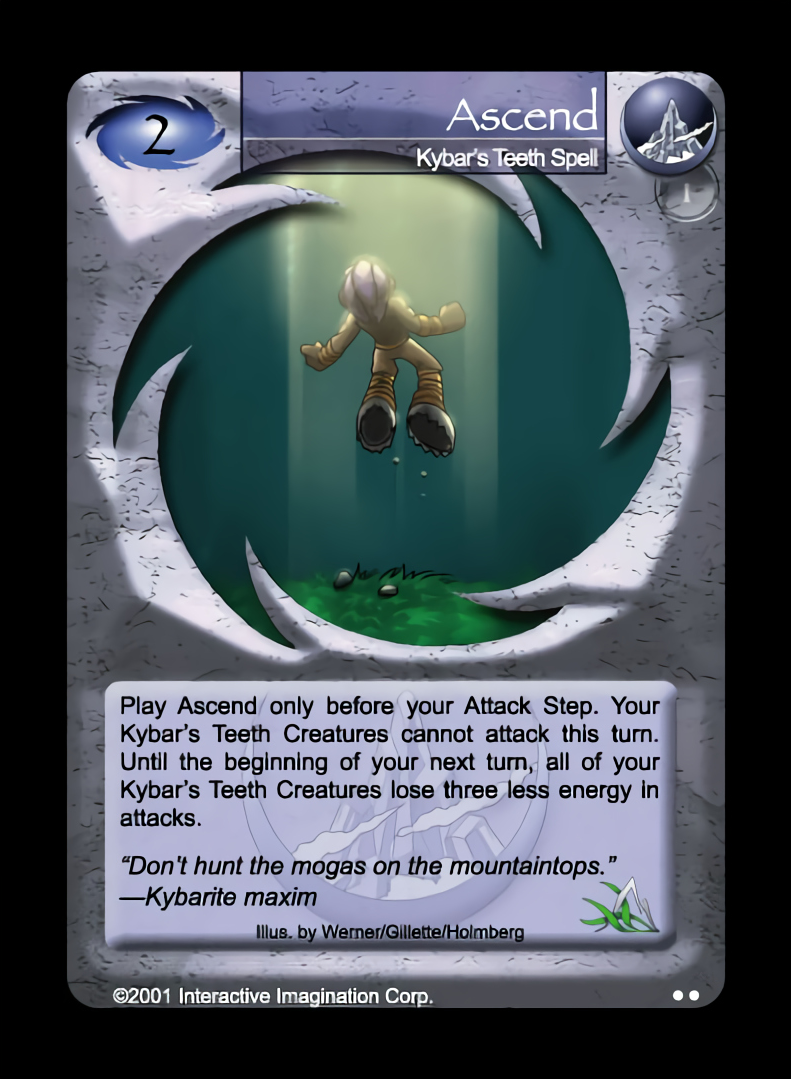 2
Ascend
Kybar's Teeth Spell
1
Play Ascend only before your Attack Step. Your
Kybar's Teeth Creatures cannot attack this turn.
Until the beginning of your next turn, all of your
Kybar's Teeth Creatures lose three less energy in
attacks.
“Don't hunt the mogas on the mountaintops.”
—Kybarite maxim
Illus. by Werner/Gillette/Holmberg
©2001 Interactive Imagination Corp.